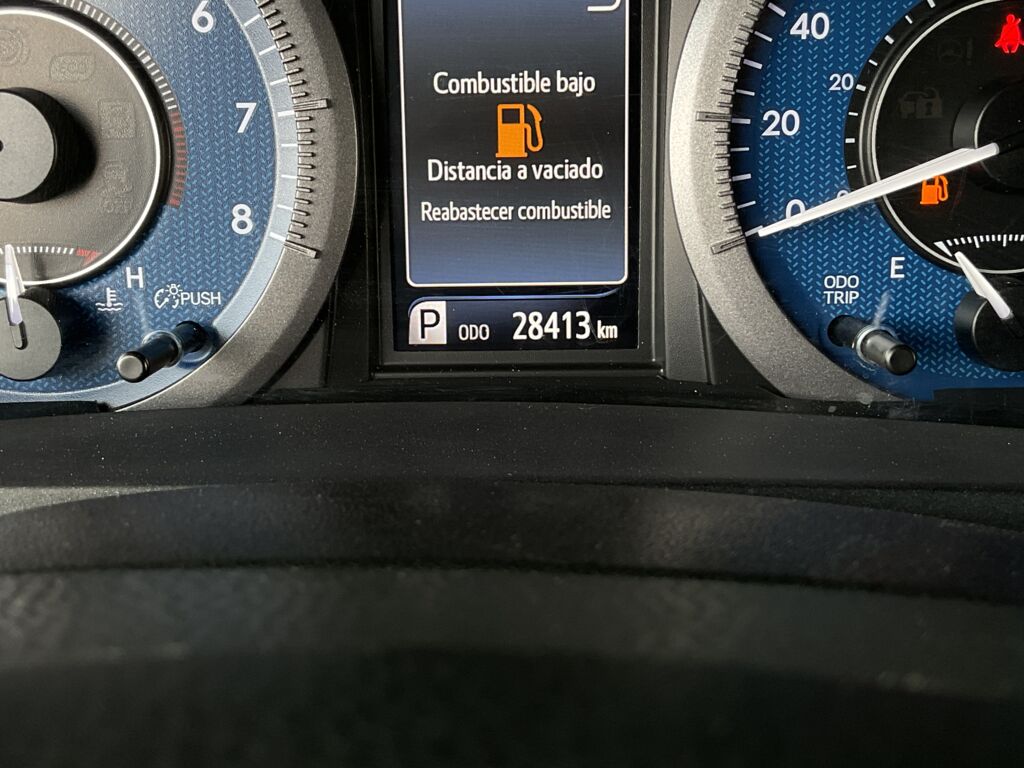 6
7
8
H
PUSH
Combustible bajo
Distancia a vaciado
Reabastecer combustible
P ODO 28413 km
40
20
20
0
0
E
ODO
TRIP